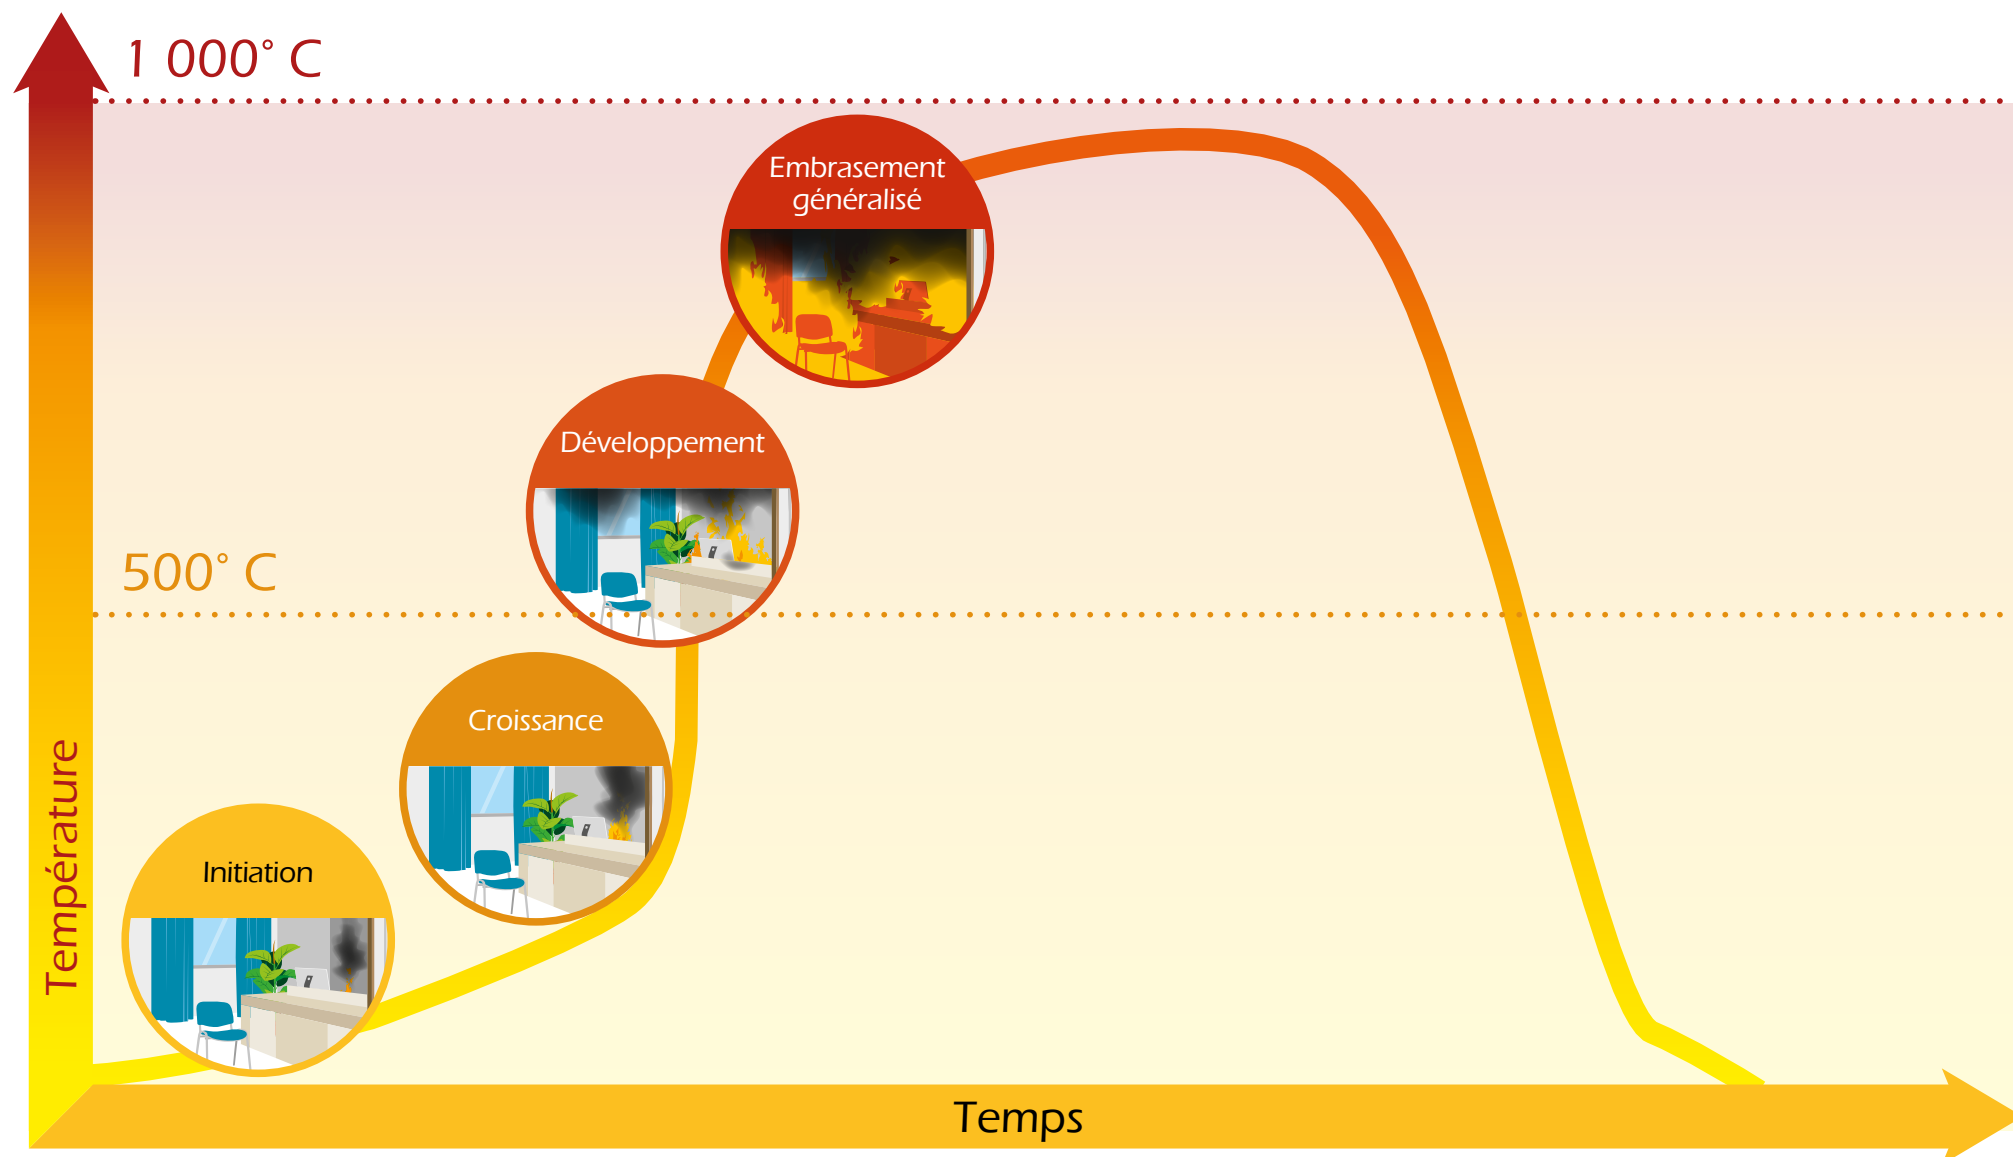 1 000° C
Embrasement
généralisé
Développement
500° C
Croissance
Température
Initiation
Temps